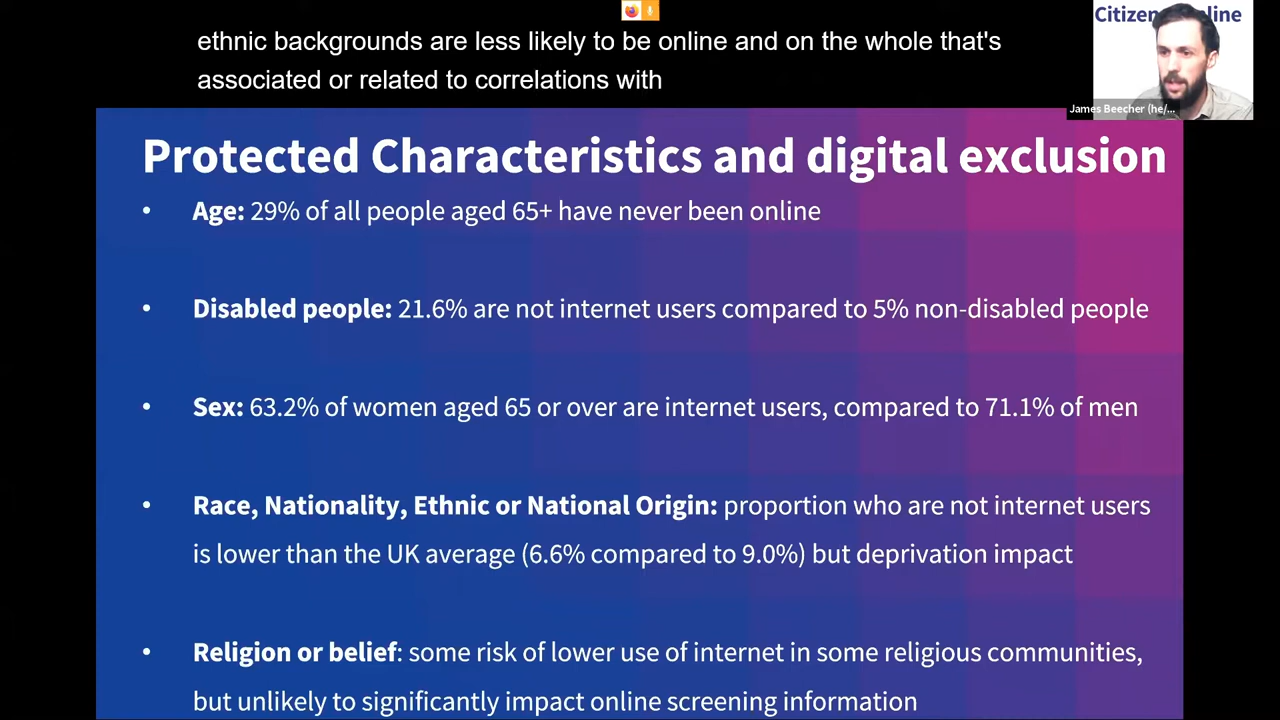 ethnic backgrounds are less likely to be online and on the whole that's
associated or related to correlations with
James Beecher (he/...
Protected Characteristics and digital exclusion
• Age: 29% of all people aged 65+ have never been online
• Disabled people: 21.6% are not internet users compared to 5% non-disabled people
• Sex: 63.2% of women aged 65 or over are internet users, compared to 71.1% of men
• Race, Nationality, Ethnic or National Origin: proportion who are not internet users
is lower than the UK average (6.6% compared to 9.0%) but deprivation impact
• Religion or belief: some risk of lower use of internet in some religious communities,
but unlikely to significantly impact online screening information